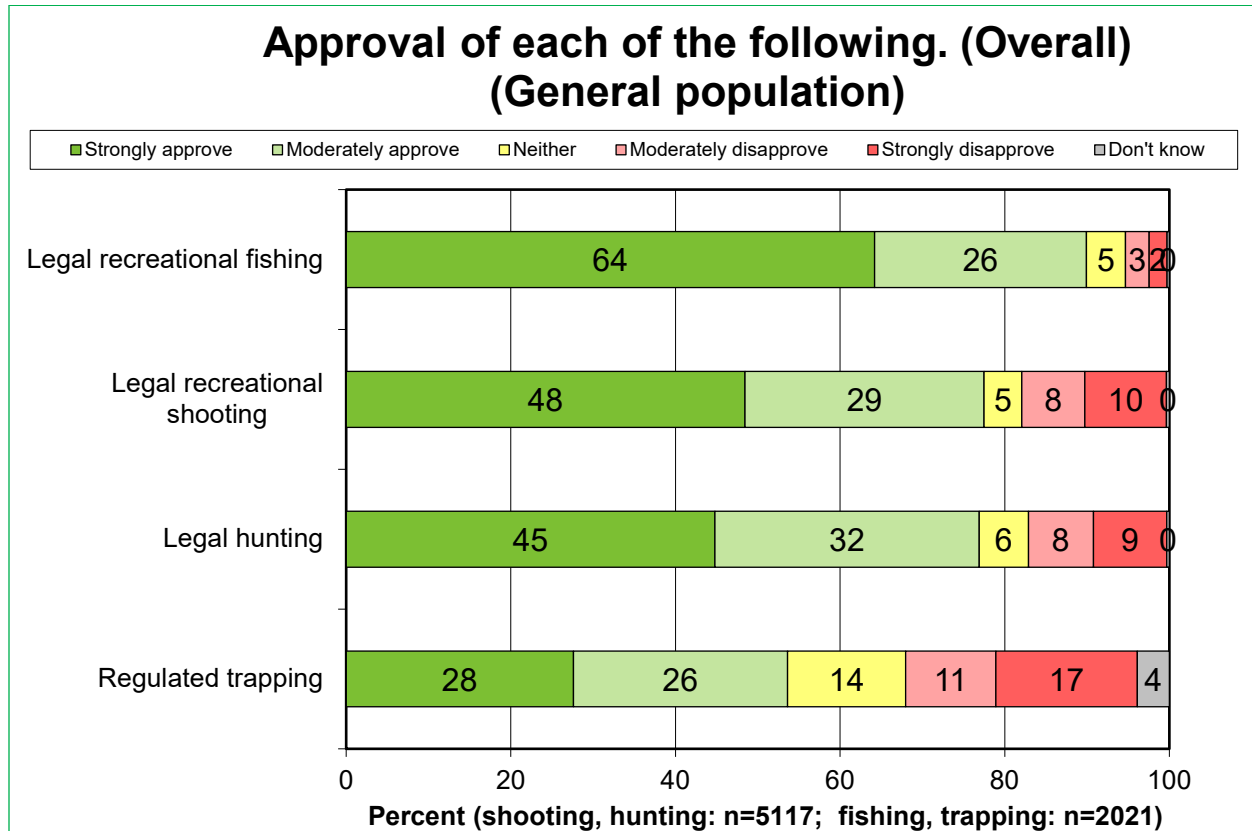 Approval of each of the following. (Overall)
(General population)
Strongly approve Moderately approve Neither Moderately disapprove Strongly disapprove Don't know
Legal recreational fishing 64 26 5 3 2 0
Legal recreational
shooting
48 29 5 8 10 0
Legal hunting 45 32 6 8 9 0
Regulated trapping 28 26 14 11 17 4
0 20 40 60 80 100
Percent (shooting, hunting: n=5117;  fishing, trapping: n=2021)